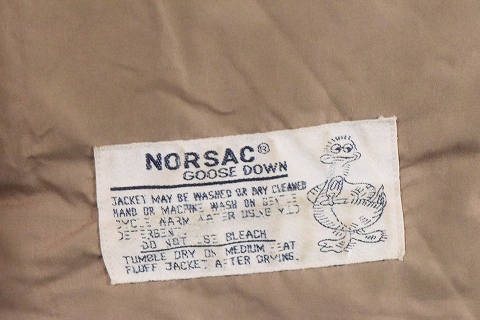 NORSAC®
GOOSE DOWN
JACKET MAY BE WASHED OR DRY CLEANED
HAND OR MACHINE WASH ON GENTLE
CYCLE WARM WATER USING MILD
DETERGENT
DO NOT USE BLEACH
TUMBLE DRY ON MEDIUM HEAT
FLUFF JACKET AFTER DRYING.